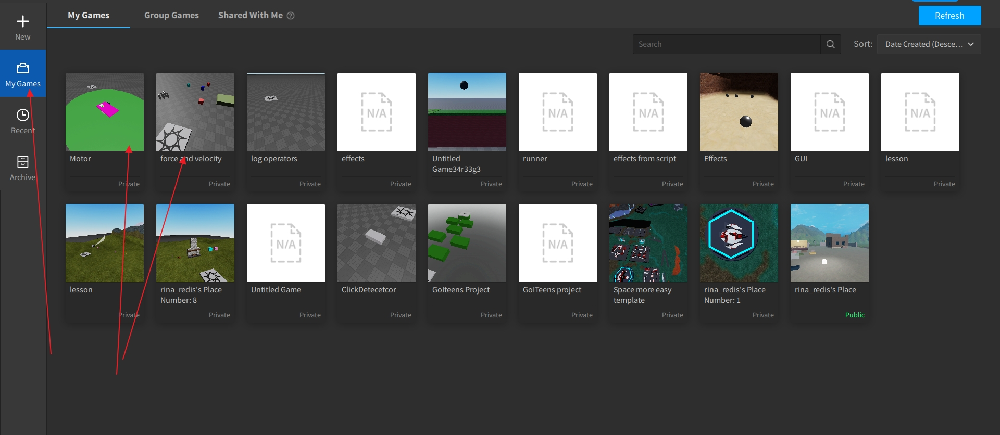 My Games
Group Games
Shared With Me
Refresh
New
My Games
Recent
Archive
Search
Sort:
Date Created (Desce...
N/A
N/A
N/A
N/A
N/A
Motor
force and velocity
log operators
effects
Untitled
Game34r33g3
runner
effects from script
Effects
GUI
lesson
Private
Private
Private
Private
Private
Private
Private
Private
Private
Private
N/A
N/A
lesson
rina_redis's Place
Number: 8
Untitled Game
ClickDetecetcor
GoIteens Project
GoITeens project
Space more easy
template
rina_redis's Place
Number: 1
rina_redis's Place
Private
Private
Private
Private
Private
Private
Private
Private
Public